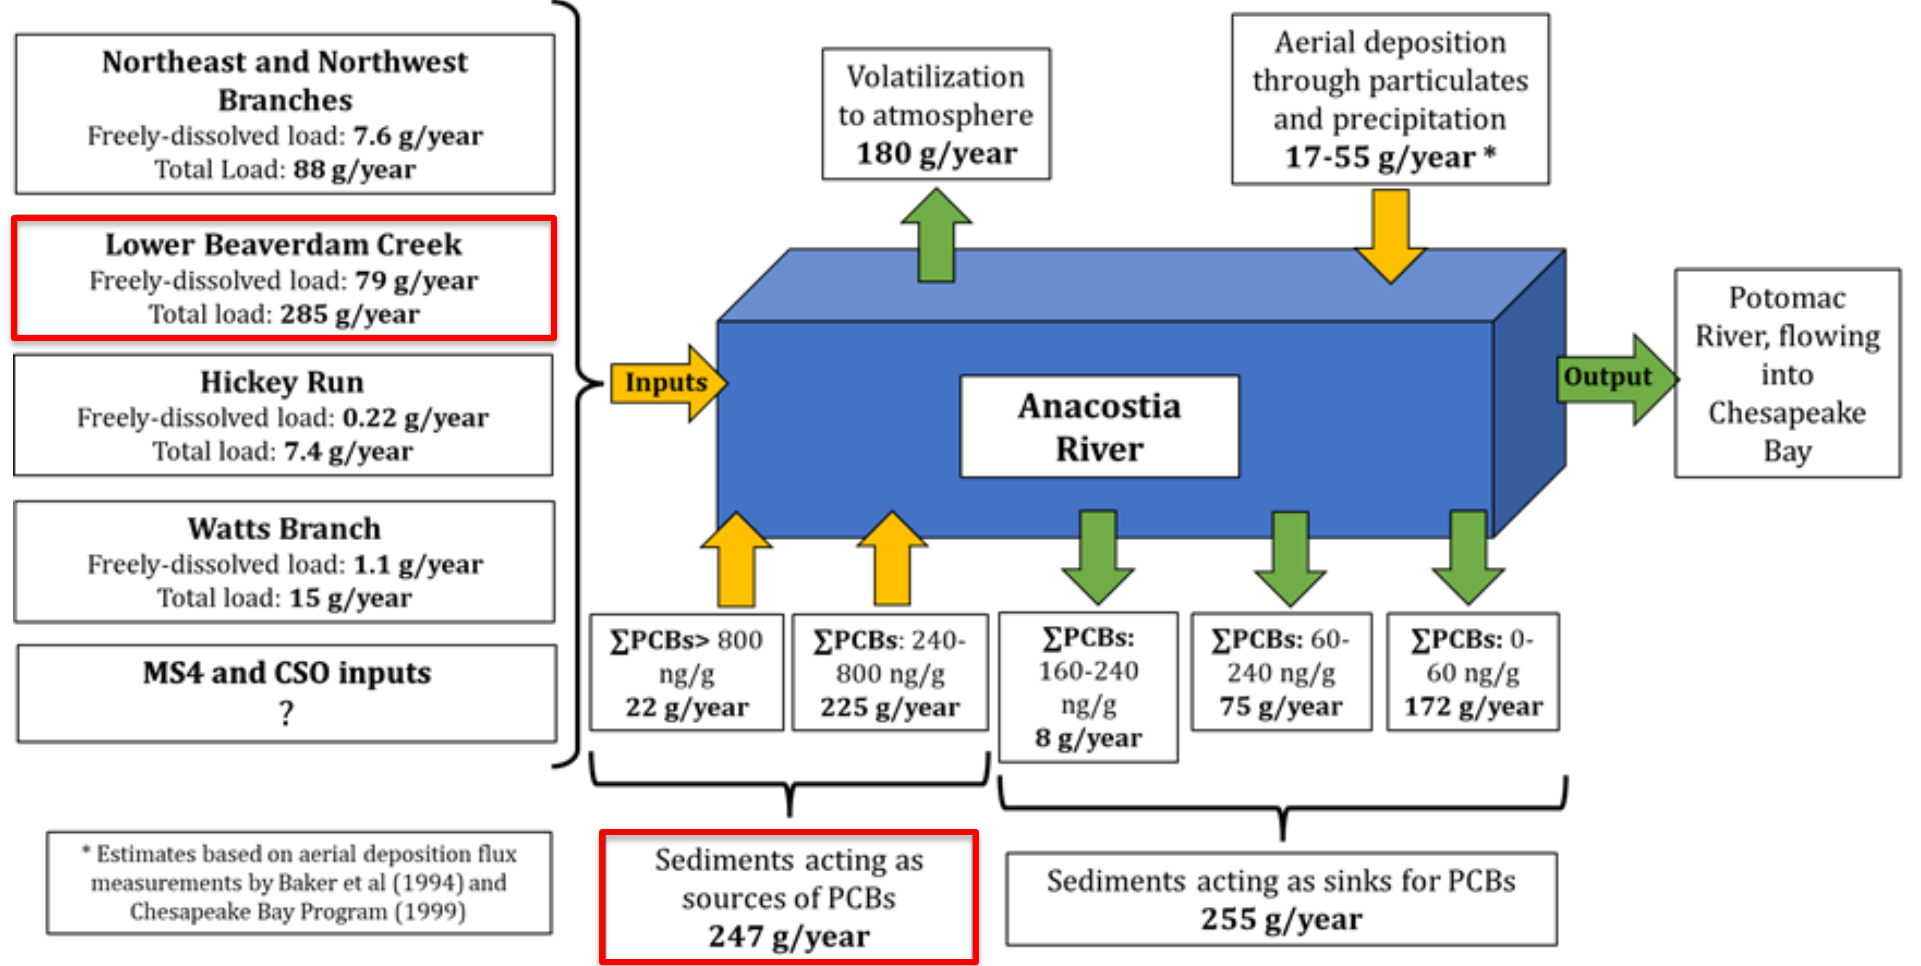 Northeast and Northwest
Branches
Freely-dissolved load: 7.6 g/year
Total Load: 88 g/year
Lower Beaverdam Creek
Freely-dissolved load: 79 g/year
Total load: 285 g/year
Hickey Run
Freely-dissolved load: 0.22 g/year
Total load: 7.4 g/year
Watts Branch
Freely-dissolved load: 1.1 g/year
Total load: 15 g/year
MS4 and CSO inputs
?
* Estimates based on aerial deposition flux
measurements by Baker et al (1994) and
Chesapeake Bay Program (1999)
Inputs
Volatilization
to atmosphere
180 g/year
Aerial deposition
through particulates
and precipitation
17-55 g/year *
Anacostia
River
Output
Potomac
River, flowing
into
Chesapeake
Bay
∑PCBs> 800
ng/g
22 g/year
∑PCBs: 240-
800 ng/g
225 g/year
∑PCBs:
160-240
ng/g
8 g/year
∑PCBs: 60-
240 ng/g
75 g/year
∑PCBs: 0-
60 ng/g
172 g/year
Sediments acting as
sources of PCBs
247 g/year
Sediments acting as sinks for PCBs
255 g/year